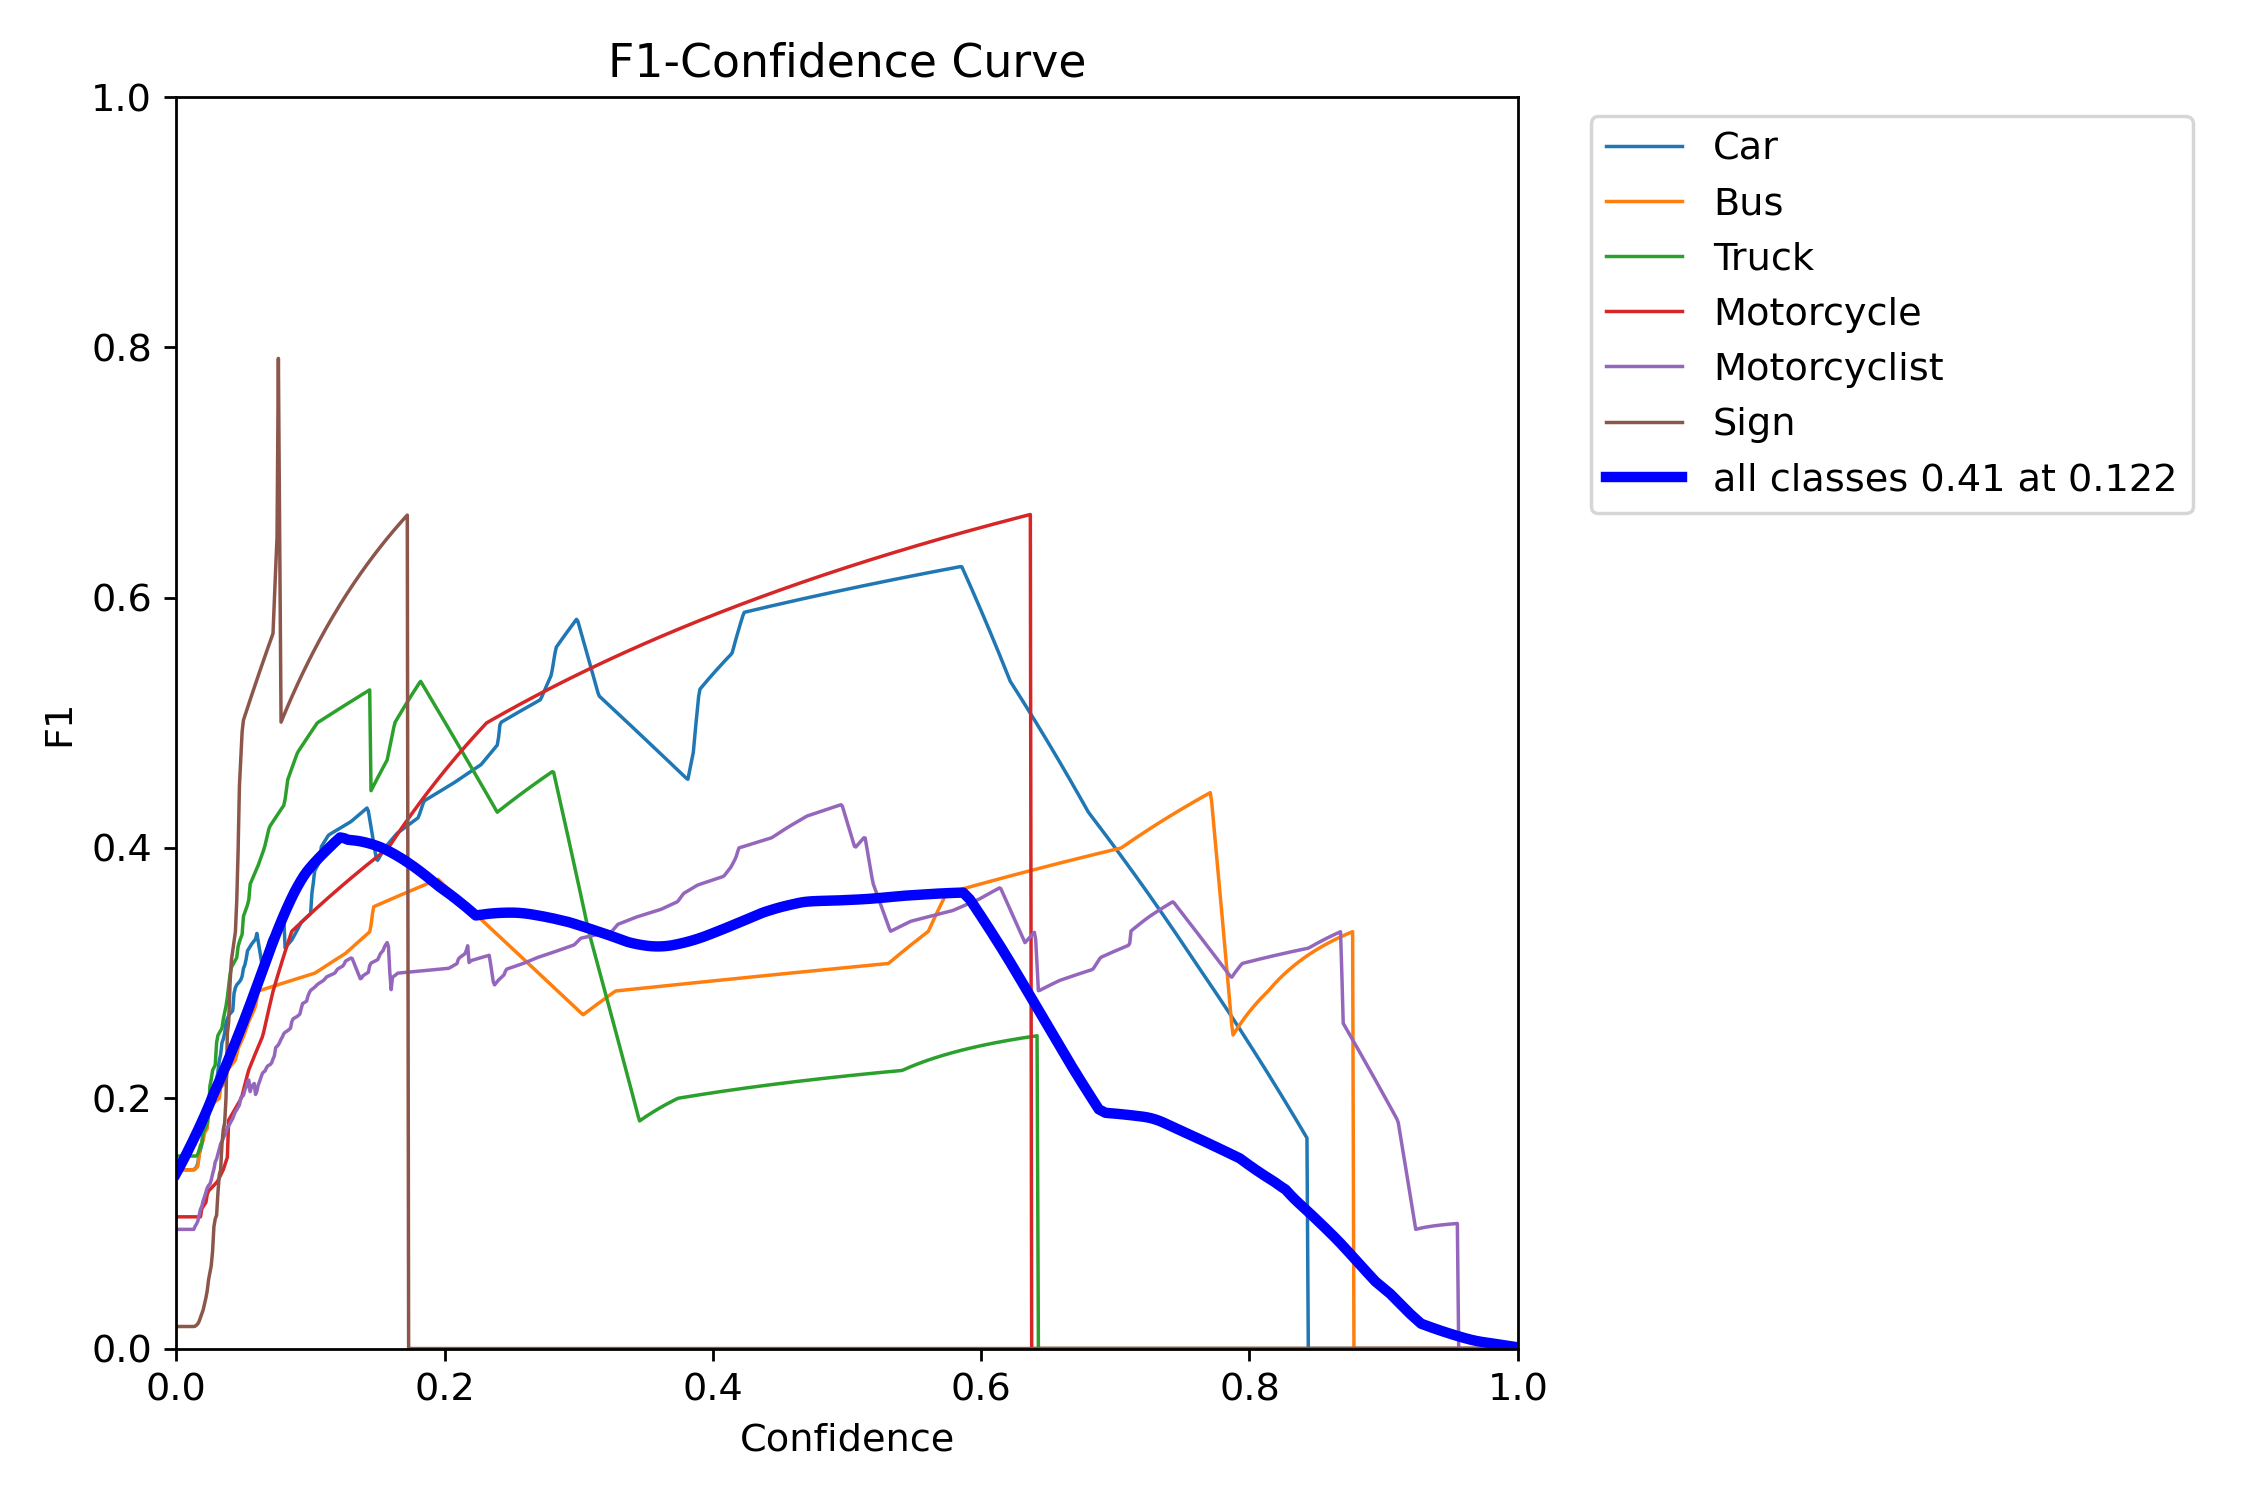 F1-Confidence Curve
1.0
0.8
0.6
0.4
0.2
0.0
F1
0.0 0.2 0.4 0.6 0.8 1.0
Confidence
Car
Bus
Truck
Motorcycle
Motorcyclist
Sign
all classes 0.41 at 0.122